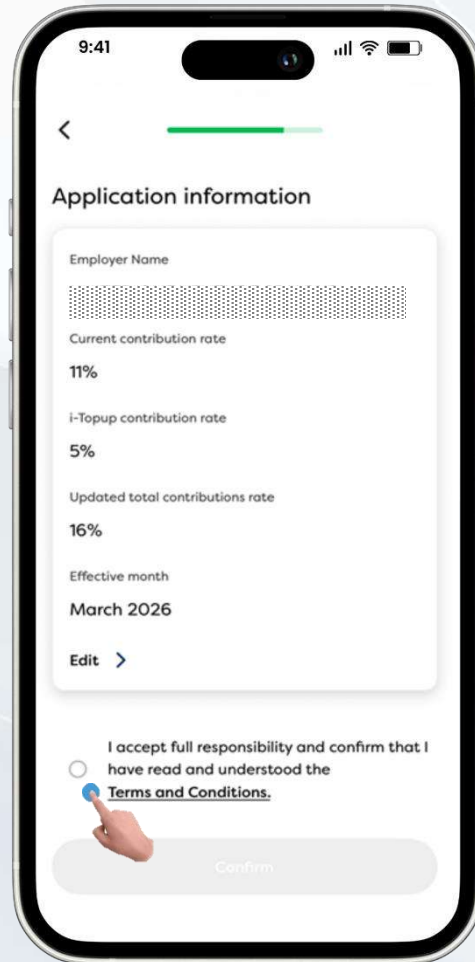 9:41
Application information
Employer Name
Current contribution rate
11%
i-Topup contribution rate
5%
Updated total contributions rate
16%
Effective month
March 2026
Edit
I accept full responsibility and confirm that I
have read and understood the
Terms and Conditions.
Confirm